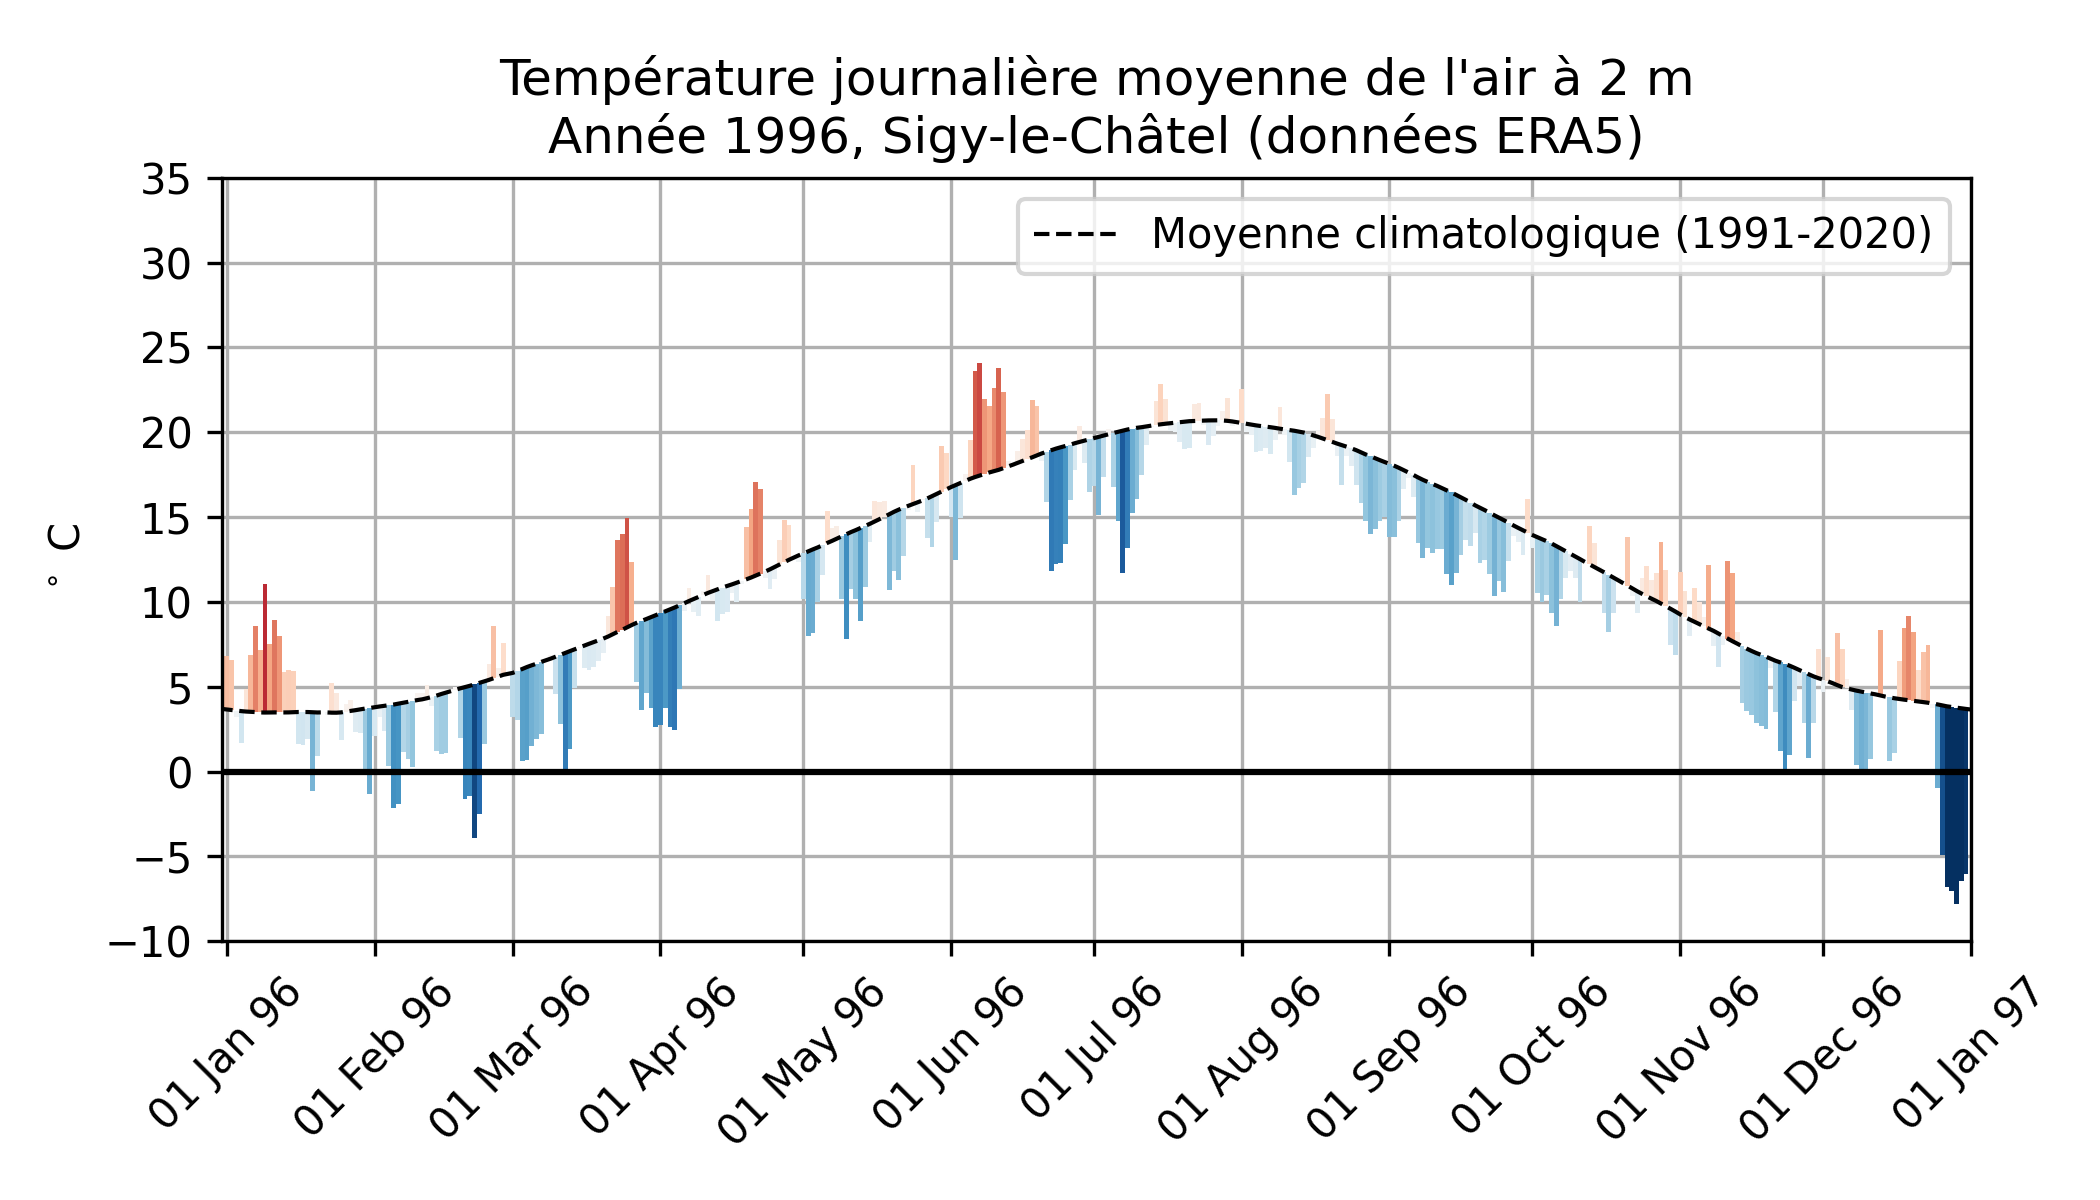 Température journalière moyenne de l'air à 2 m
Année 1996, Sigy-le-Châtel (données ERA5)
Moyenne climatologique (1991-2020)
° C
35
30
25
20
15
10
5
0
−5
−10
01 Jan 96
01 Feb 96
01 Mar 96
01 Apr 96
01 May 96
01 Jun 96
01 Jul 96
01 Aug 96
01 Sep 96
01 Oct 96
01 Nov 96
01 Dec 96
01 Jan 97